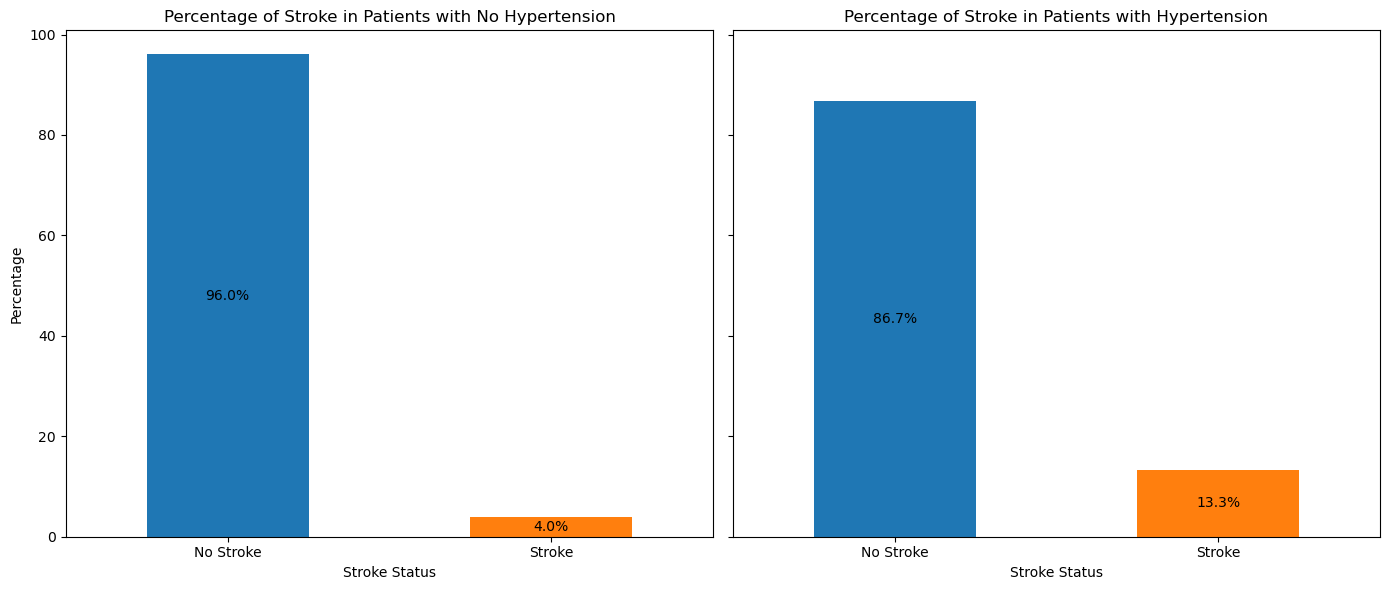 Percentage of Stroke in Patients with No Hypertension
100
80
60
40
20
0
Percentage
96.0%
4.0%
No Stroke
Stroke
Stroke Status
Percentage of Stroke in Patients with Hypertension
86.7%
13.3%
No Stroke
Stroke
Stroke Status